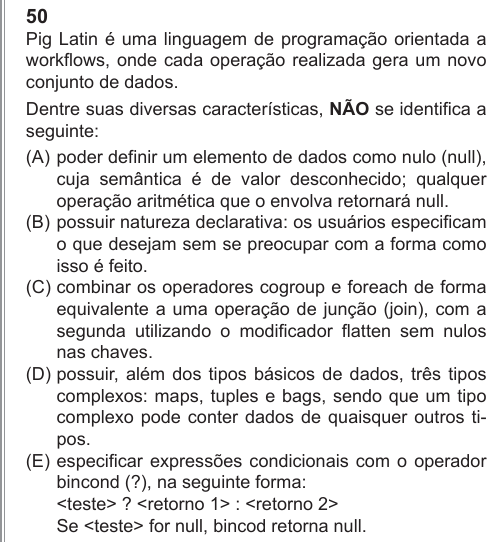 50
Pig Latin é uma linguagem de programação orientada a
workflows, onde cada operação realizada gera um novo
conjunto de dados.
Dentre suas diversas características, NÃO se identifica a
seguinte:
(A) poder definir um elemento de dados como nulo (null),
cuja semântica é de valor desconhecido; qualquer
operação aritmética que o envolva retornará null.
(B) possuir natureza declarativa: os usuários especificam
o que desejam sem se preocupar com a forma como
isso é feito.
(C) combinar os operadores cogroup e foreach de forma
equivalente a uma operação de junção (join), com a
segunda utilizando o modificador flatten sem nulos
nas chaves.
(D) possuir, além dos tipos básicos de dados, três tipos
complexos: maps, tuples e bags, sendo que um tipo
complexo pode conter dados de quaisquer outros ti-
pos.
(E) especificar expressões condicionais com o operador
bincond (?), na seguinte forma:
<teste> ? <retorno 1> : <retorno 2>
Se <teste> for null, bincod retorna null.